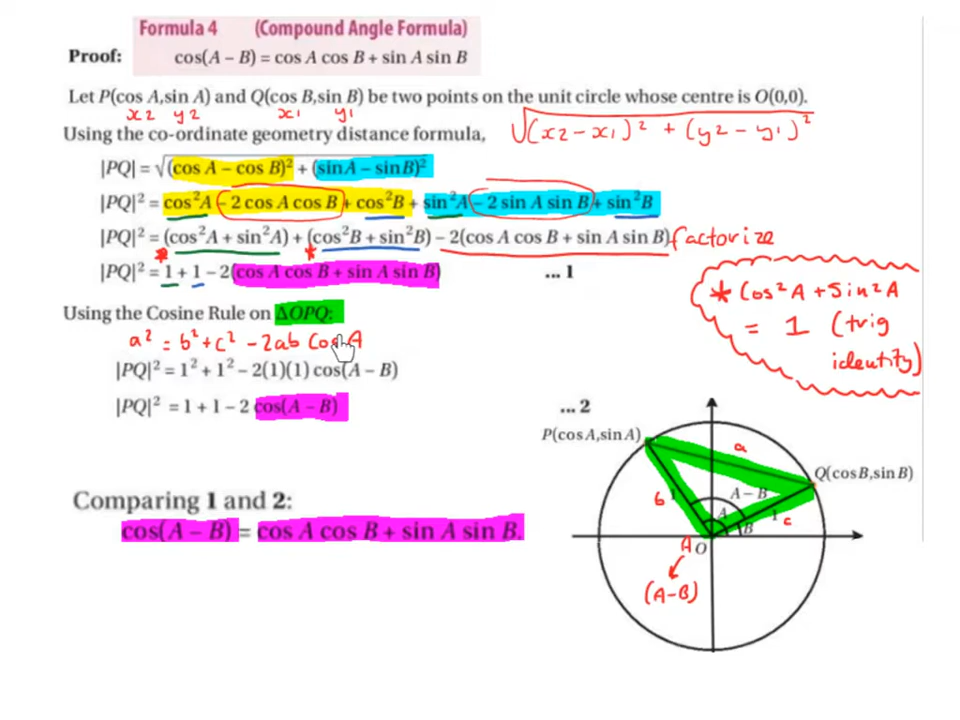 Formula 4 (Compound Angle Formula)
Proof: cos(A – B) = cos A cos B + sin A sin B
Let P(cos A,sin A) and Q(cos B,sin B) be two points on the unit circle whose centre is O(0,0).
x2 y2 x1 y1
Using the co-ordinate geometry distance formula, √(x2 – x1)² + (y2 – y1)²
|PQ| = √(cos A – cos B)² + (sinA – sinB)²
|PQ|² = cos²A – 2 cos A cos B + cos²B + sin²A – 2 sin A sin B + sin²B
|PQ|² = (cos²A + sin²A) + (cos²B + sin²B) – 2(cos A cos B + sin A sin B) factorize
* *
|PQ|² = 1 + 1 – 2(cos A cos B + sin A sin B) ... 1
* Cos²A + Sin²A
= 1 (trig
identity)
Using the Cosine Rule on ΔOPQ:
a² = b² + c² – 2ab Cos A
|PQ|² = 1² + 1² – 2(1)(1) cos(A – B)
|PQ|² = 1 + 1 – 2 cos(A – B) ... 2
P(cos A,sin A)
a
Q(cos B,sin B)
b 1 A – B
A 1 c
B
A O
(A-B)
Comparing 1 and 2:
cos(A – B) = cos A cos B + sin A sin B.